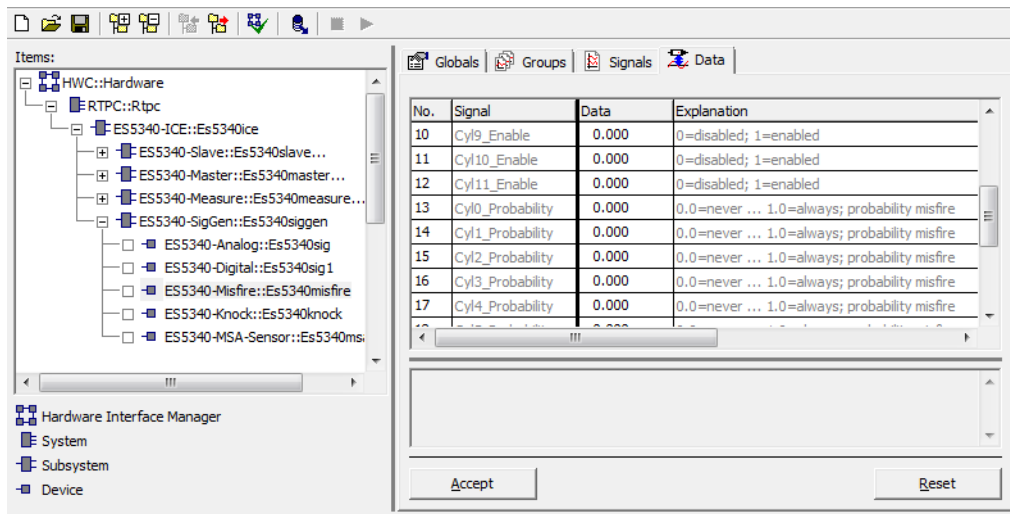 Items:
HWC::Hardware
RTPC::Rtpc
ES5340-ICE::Es5340ice
ES5340-Slave::Es5340slave...
ES5340-Master::Es5340master...
ES5340-Measure::Es5340measure...
ES5340-SigGen::Es5340siggen
ES5340-Analog::Es5340sig
ES5340-Digital::Es5340sig1
ES5340-Misfire::Es5340misfire
ES5340-Knock::Es5340knock
ES5340-MSA-Sensor::Es5340msa
Hardware Interface Manager
System
Subsystem
Device
Globals Groups Signals Data
No. Signal Data Explanation
10 Cyl9_Enable 0.000 0=disabled; 1=enabled
11 Cyl10_Enable 0.000 0=disabled; 1=enabled
12 Cyl11_Enable 0.000 0=disabled; 1=enabled
13 Cyl0_Probability 0.000 0.0=never ... 1.0=always; probability misfire
14 Cyl1_Probability 0.000 0.0=never ... 1.0=always; probability misfire
15 Cyl2_Probability 0.000 0.0=never ... 1.0=always; probability misfire
16 Cyl3_Probability 0.000 0.0=never ... 1.0=always; probability misfire
17 Cyl4_Probability 0.000 0.0=never ... 1.0=always; probability misfire
Accept Reset